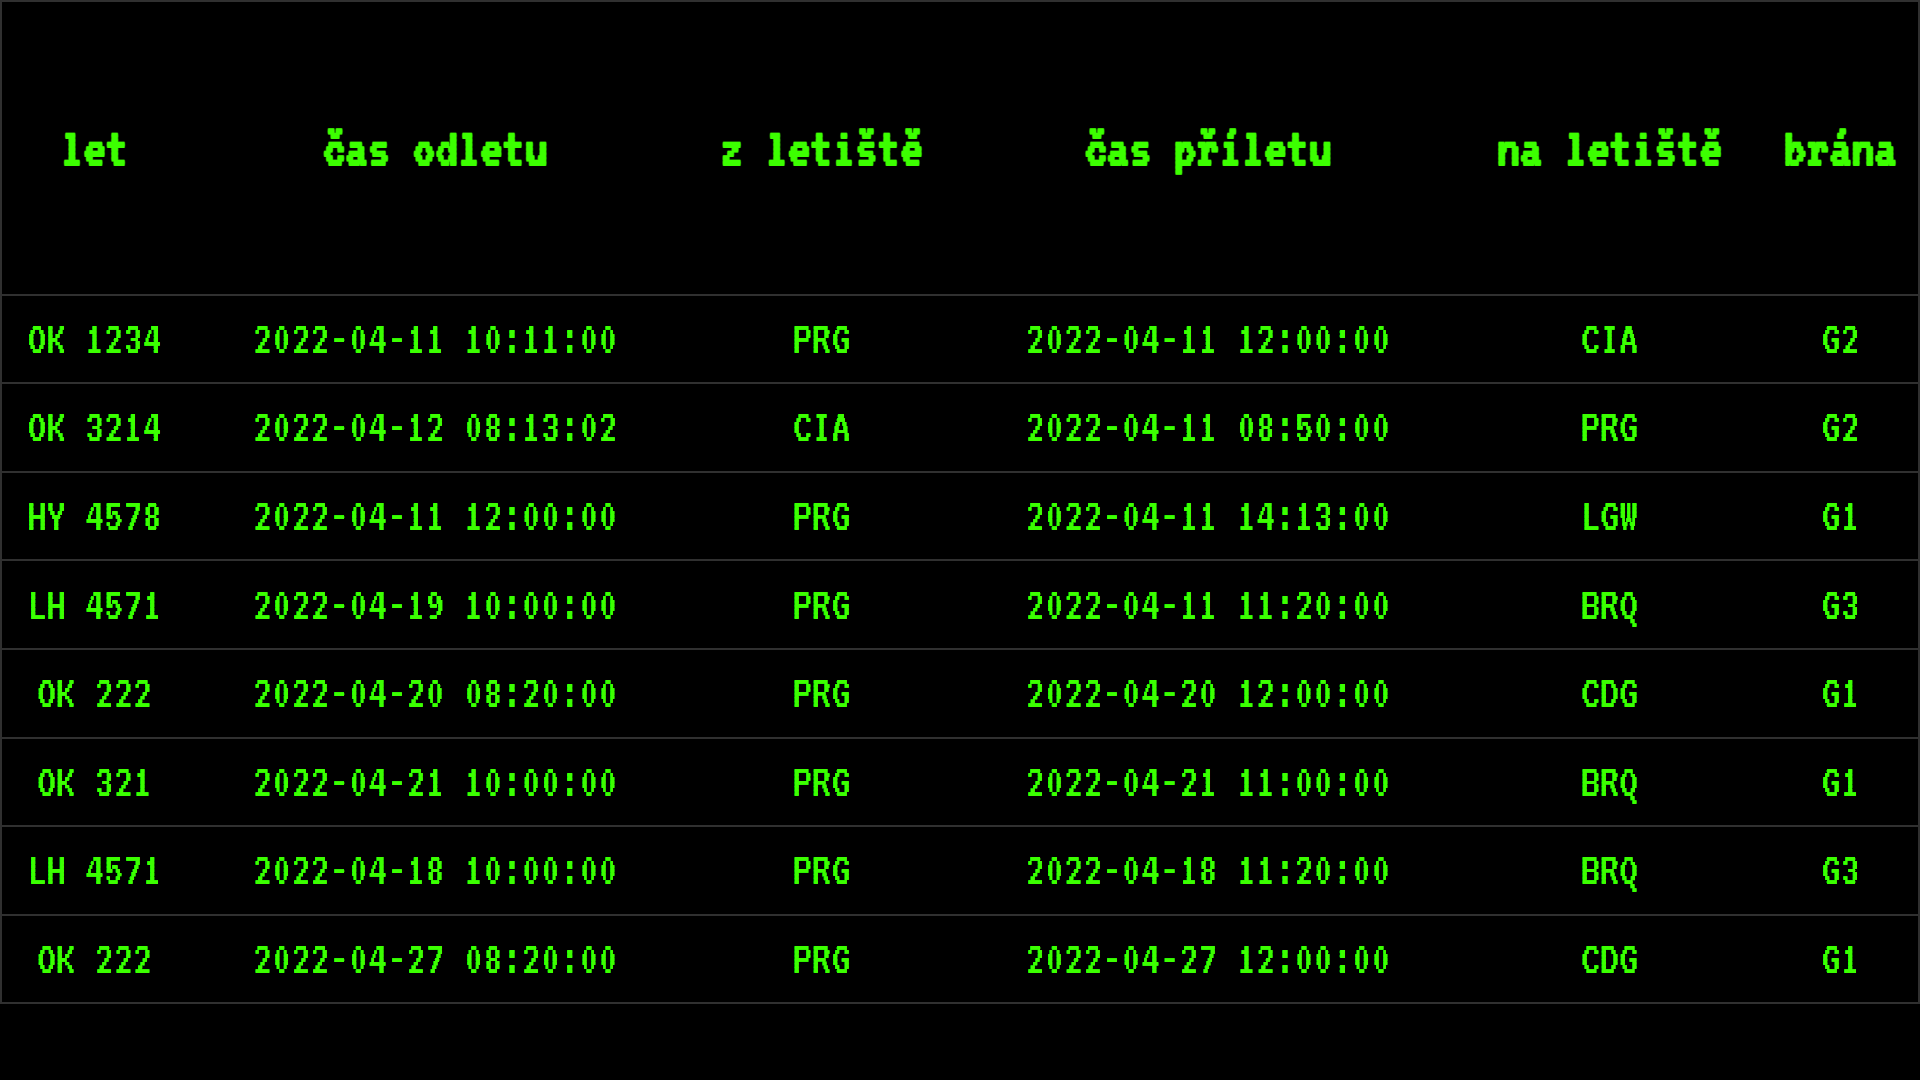 let čas odletu z letiště čas příletu na letiště brána
OK 1234 2022-04-11 10:11:00 PRG 2022-04-11 12:00:00 CIA G2
OK 3214 2022-04-12 08:13:02 CIA 2022-04-11 08:50:00 PRG G2
HY 4578 2022-04-11 12:00:00 PRG 2022-04-11 14:13:00 LGW G1
LH 4571 2022-04-19 10:00:00 PRG 2022-04-11 11:20:00 BRQ G3
OK 222 2022-04-20 08:20:00 PRG 2022-04-20 12:00:00 CDG G1
OK 321 2022-04-21 10:00:00 PRG 2022-04-21 11:00:00 BRQ G1
LH 4571 2022-04-18 10:00:00 PRG 2022-04-18 11:20:00 BRQ G3
OK 222 2022-04-27 08:20:00 PRG 2022-04-27 12:00:00 CDG G1